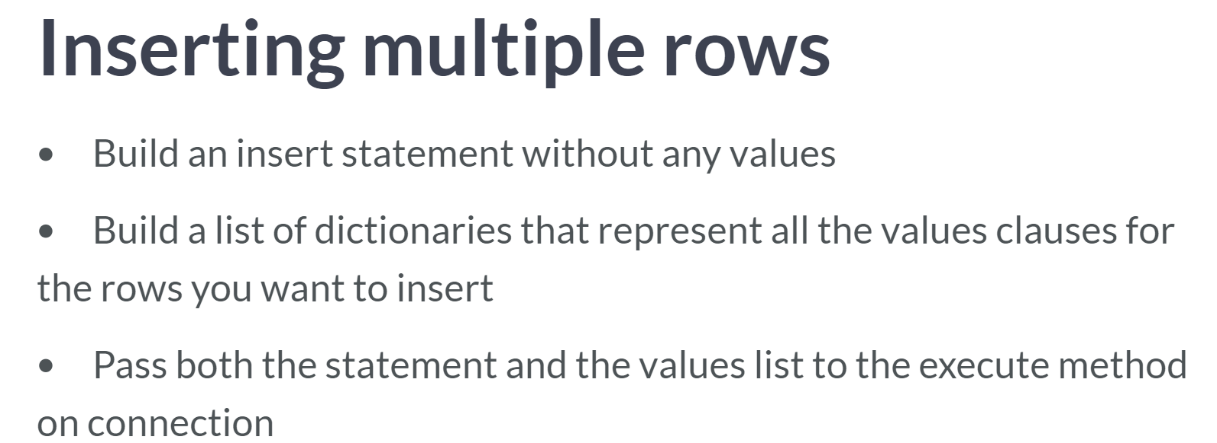 Inserting multiple rows
• Build an insert statement without any values
• Build a list of dictionaries that represent all the values clauses for
the rows you want to insert
• Pass both the statement and the values list to the execute method
on connection